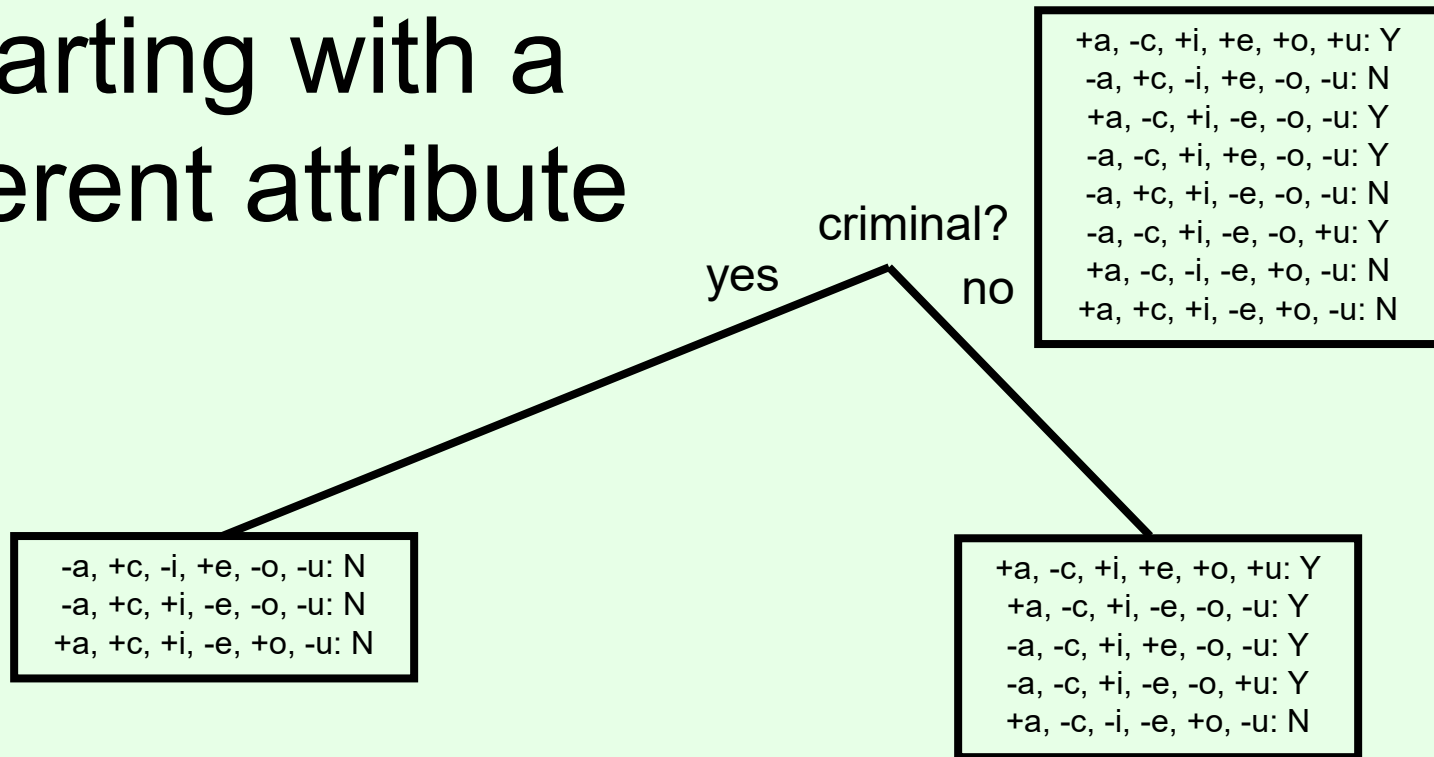 arting with a
erent attribute
+a, -c, +i, +e, +o, +u: Y
-a, +c, -i, +e, -o, -u: N
+a, -c, +i, -e, -o, -u: Y
-a, -c, +i, +e, -o, -u: Y
-a, +c, +i, -e, -o, -u: N
-a, -c, +i, -e, -o, +u: Y
+a, -c, -i, -e, +o, -u: N
+a, +c, +i, -e, +o, -u: N
criminal?
yes
no
-a, +c, -i, +e, -o, -u: N
-a, +c, +i, -e, -o, -u: N
+a, +c, +i, -e, +o, -u: N
+a, -c, +i, +e, +o, +u: Y
+a, -c, +i, -e, -o, -u: Y
-a, -c, +i, +e, -o, -u: Y
-a, -c, +i, -e, -o, +u: Y
+a, -c, -i, -e, +o, -u: N